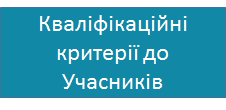 Кваліфікаційні
критерії до
Учасників